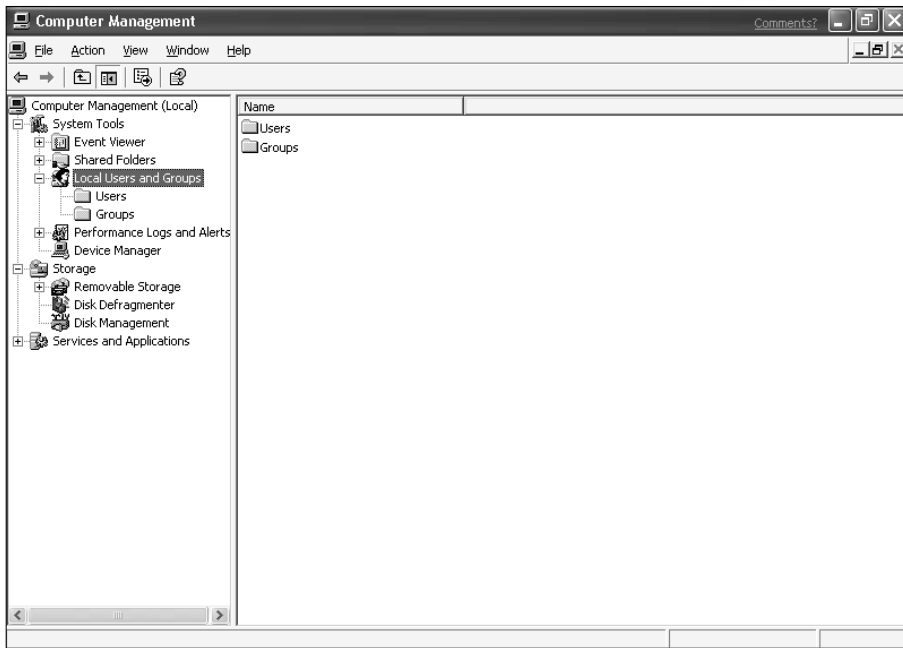 Computer Management
Comments?
File Action View Window Help
Computer Management (Local)
System Tools
Event Viewer
Shared Folders
Local Users and Groups
Users
Groups
Performance Logs and Alerts
Device Manager
Storage
Removable Storage
Disk Defragmenter
Disk Management
Services and Applications
Name
Users
Groups